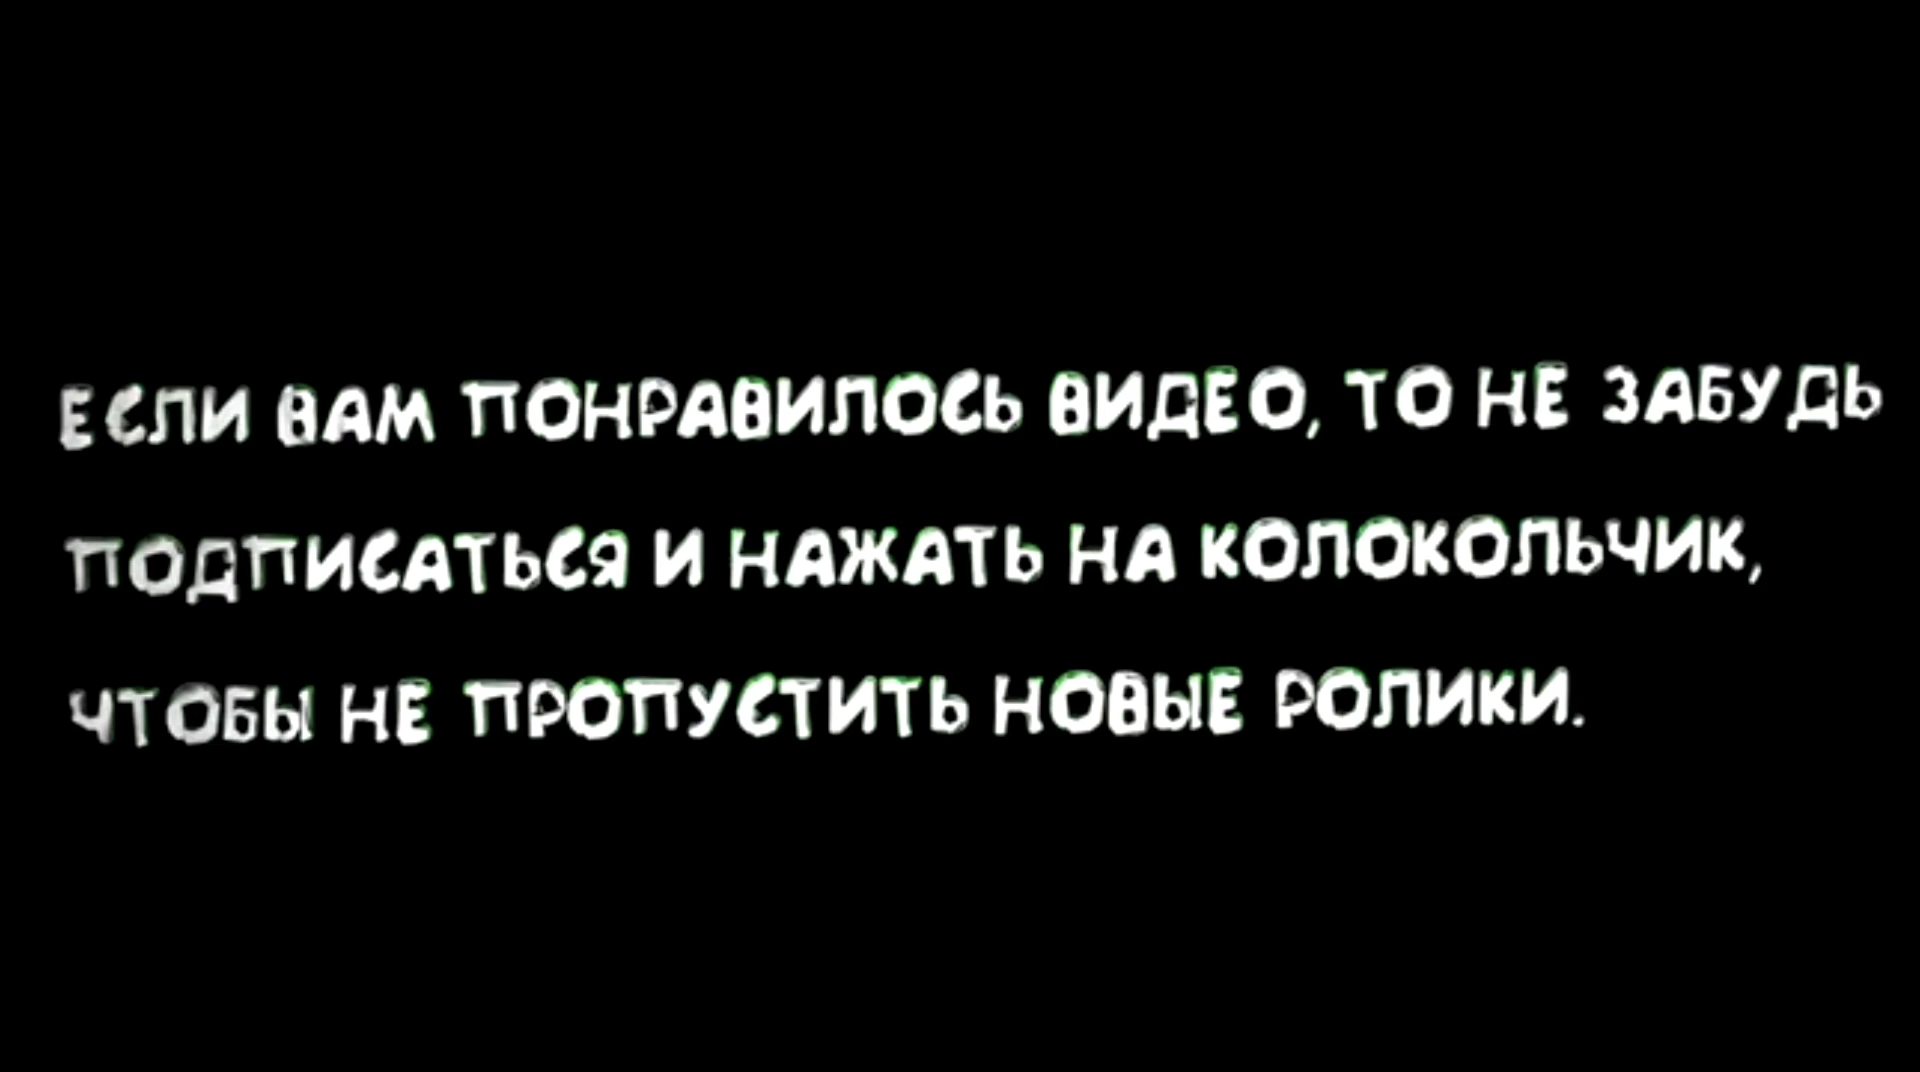 ЕСЛИ ВАМ ПОНРАВИЛОСЬ ВИДЕО, ТО НЕ ЗАБУДЬ
ПОДПИСАТЬСЯ И НАЖАТЬ НА КОЛОКОЛЬЧИК,
ЧТОБЫ НЕ ПРОПУСТИТЬ НОВЫЕ РОЛИКИ.